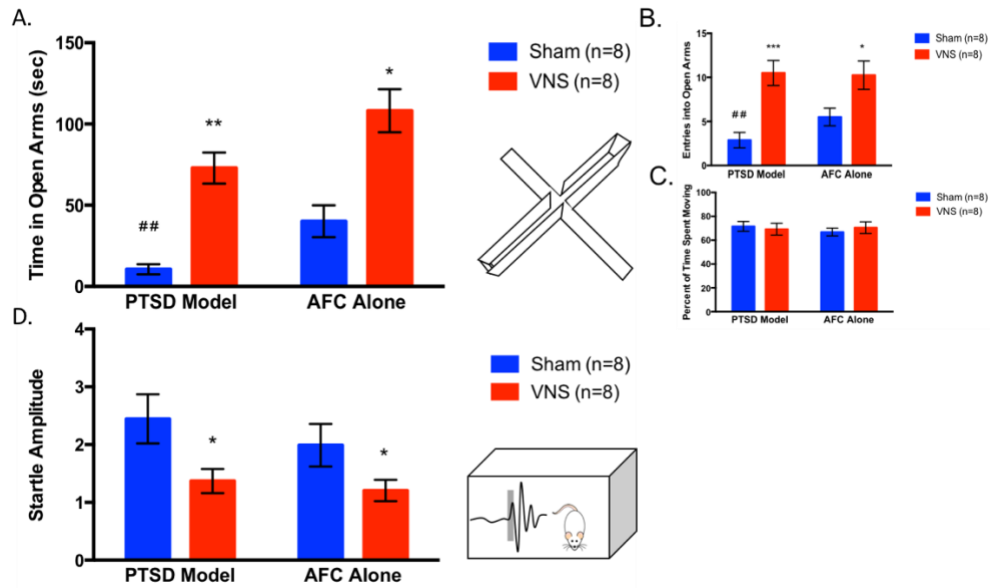 A.
Time in Open Arms (sec)
150
100
50
0
##
**
*
PTSD Model
AFC Alone
Sham (n=8)
VNS (n=8)
B.
Entries into Open Arms
15
10
5
0
##
***
*
PTSD Model
AFC Alone
Sham (n=8)
VNS (n=8)
C.
Percent of Time Spent Moving
100
80
60
40
20
0
PTSD Model
AFC Alone
Sham (n=8)
VNS (n=8)
D.
Startle Amplitude
4
3
2
1
0
*
*
PTSD Model
AFC Alone
Sham (n=8)
VNS (n=8)